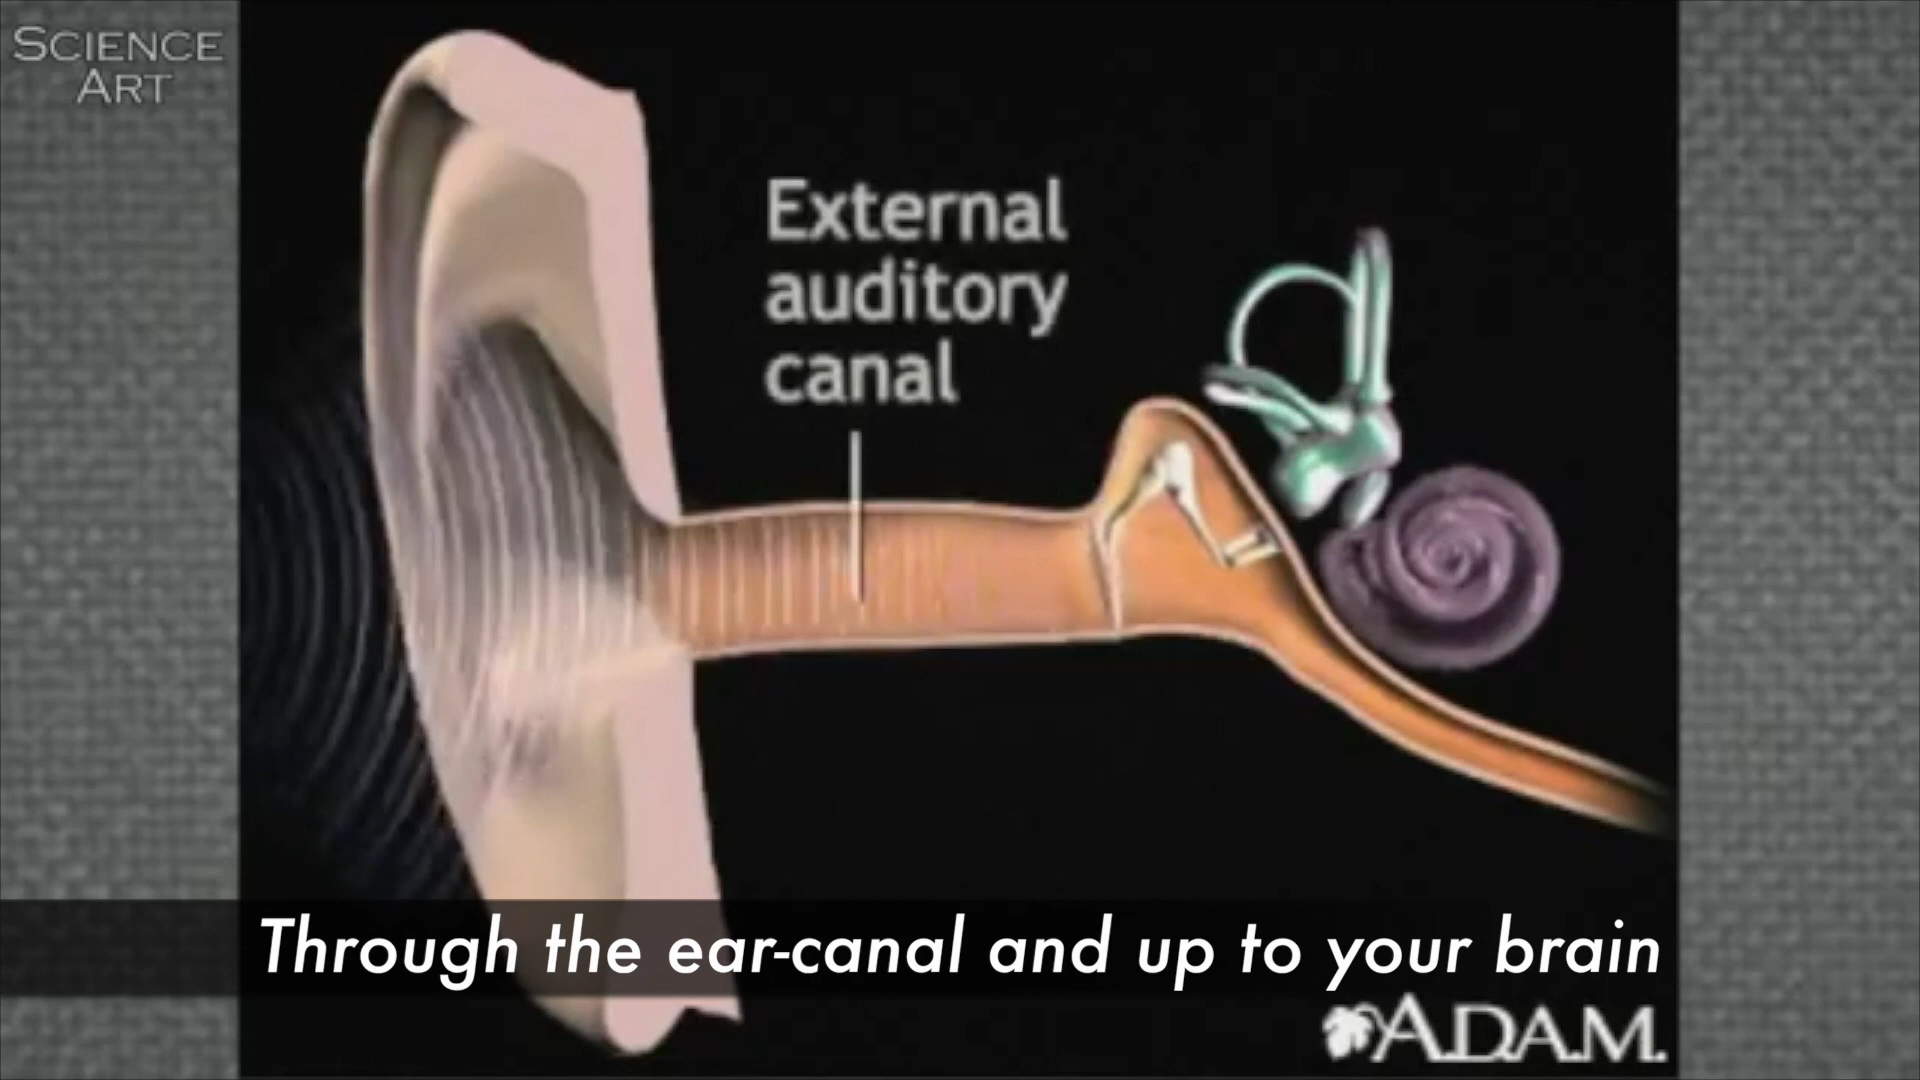 SCIENCE
ART
External
auditory
canal
Through the ear-canal and up to your brain
A.D.A.M.